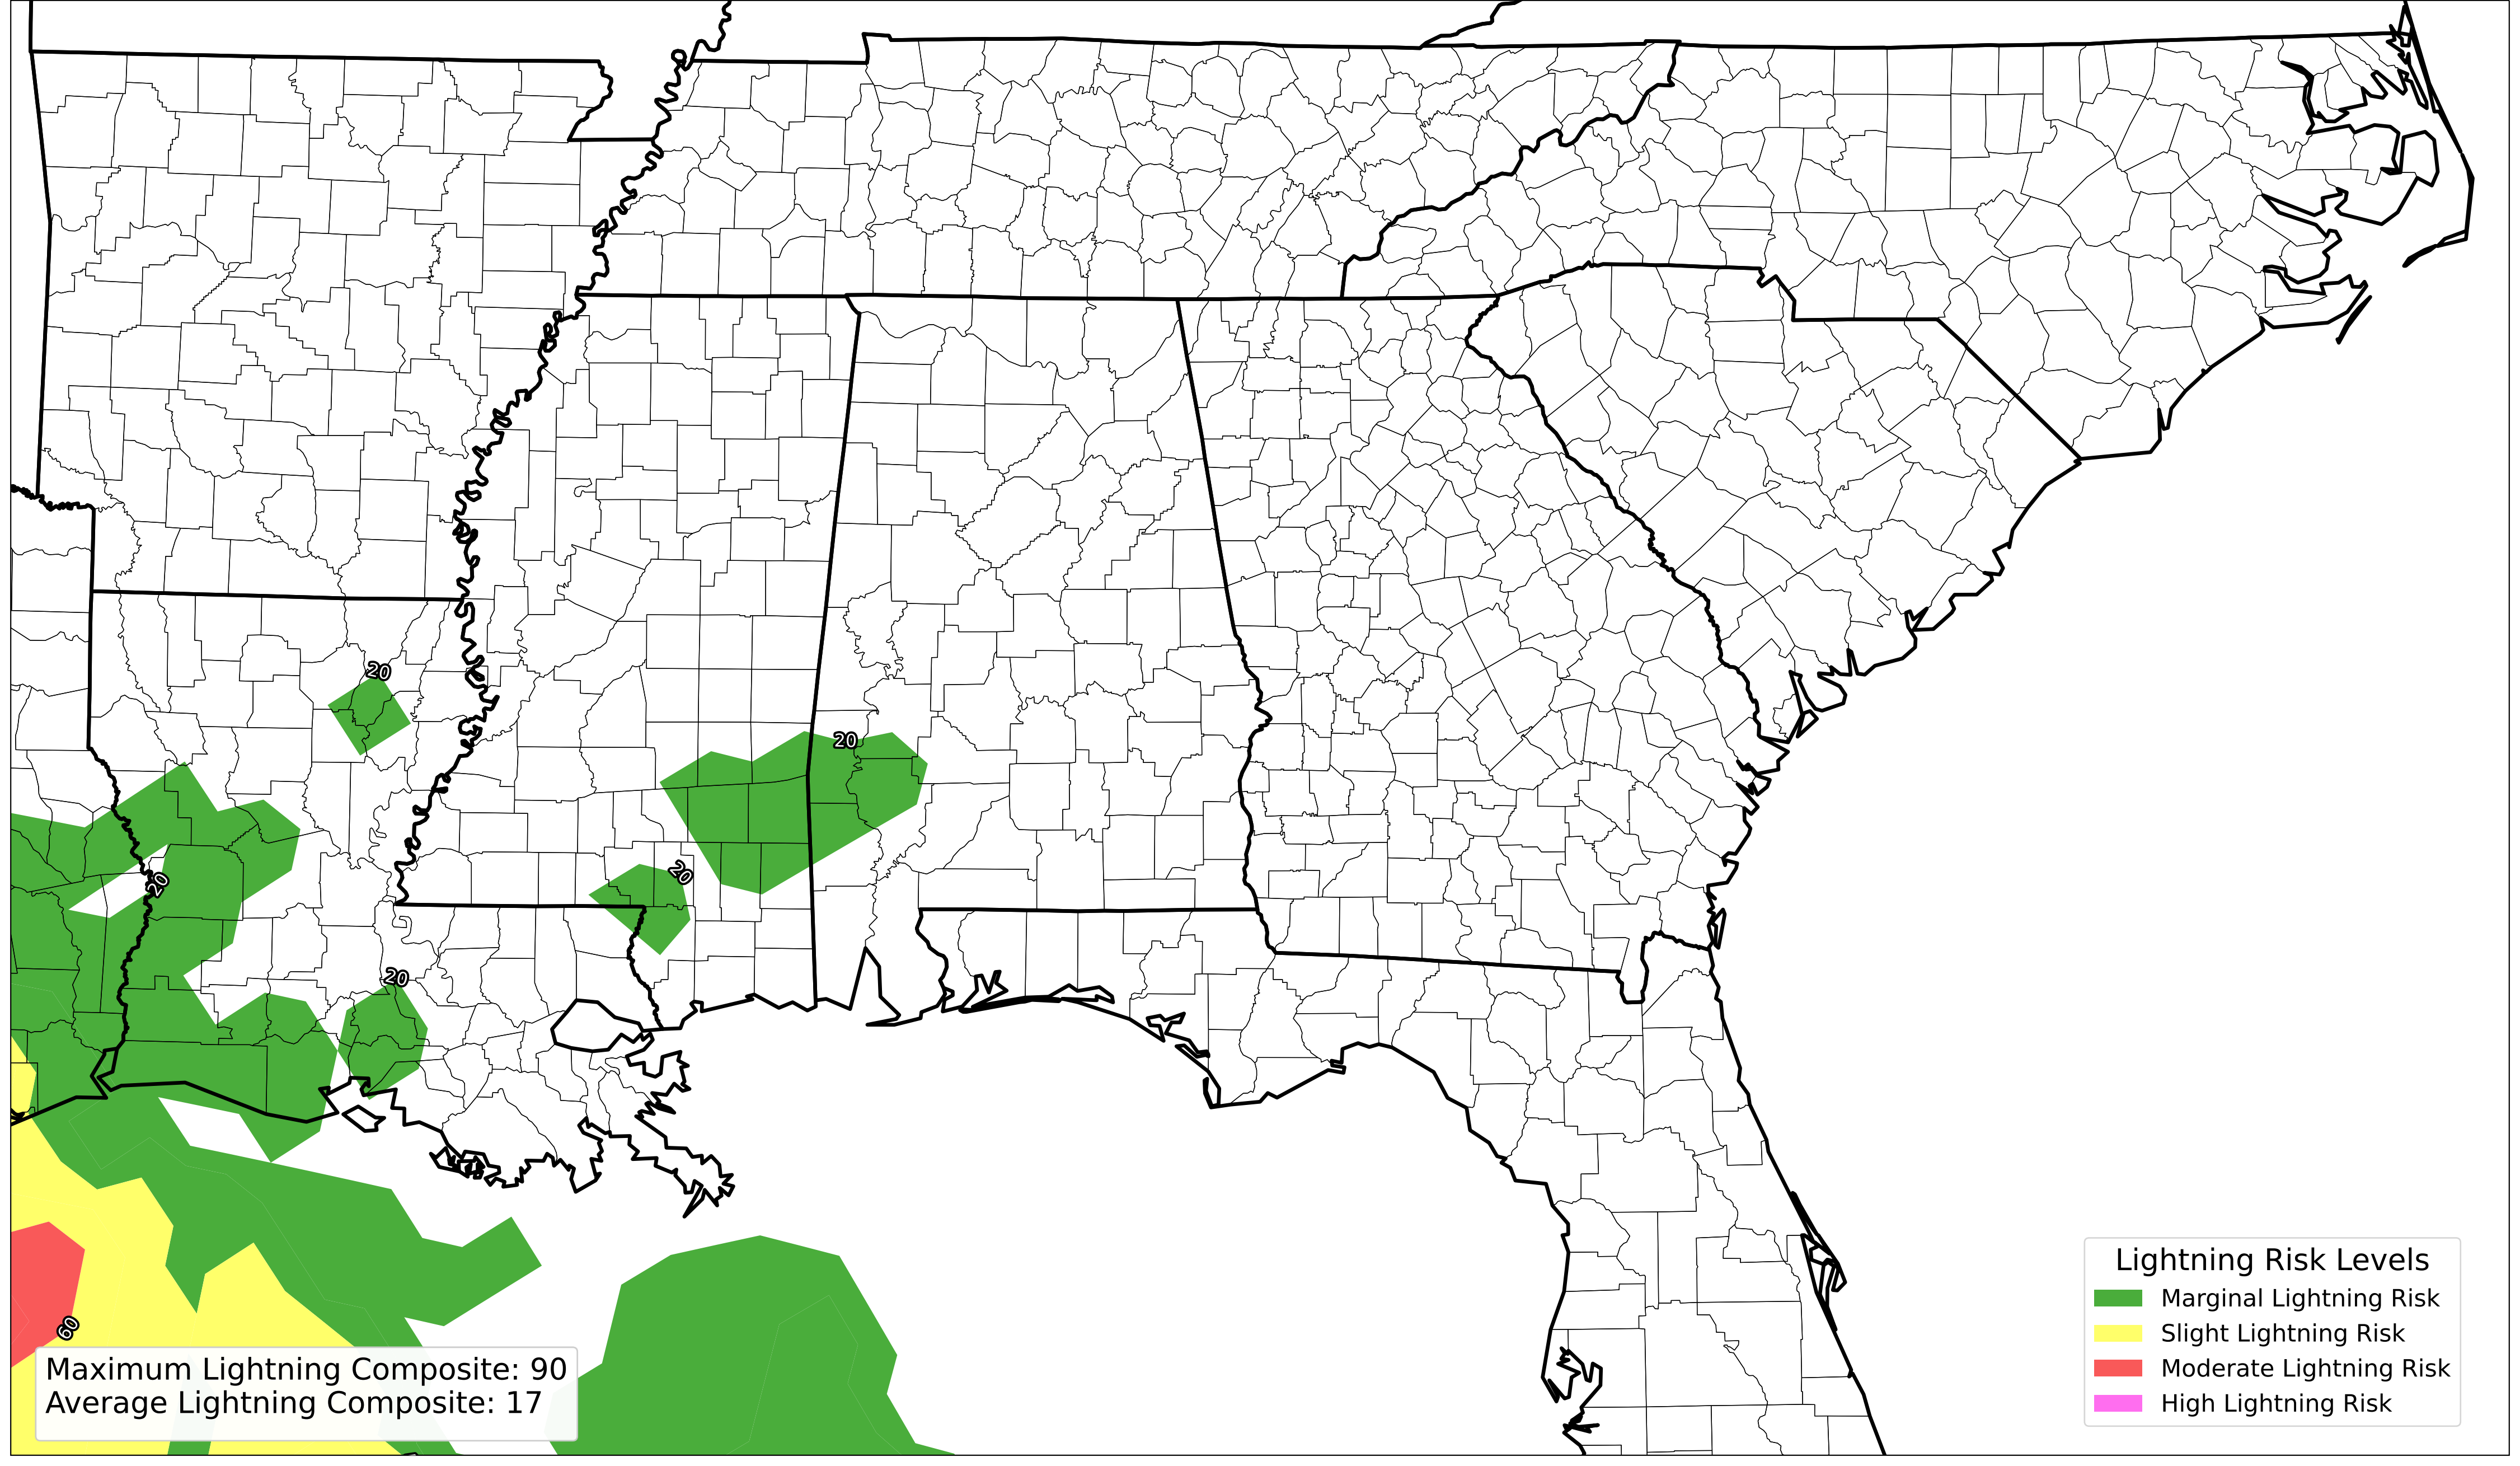 20
20
20
20
20
60
Maximum Lightning Composite: 90
Average Lightning Composite: 17
Lightning Risk Levels
Marginal Lightning Risk
Slight Lightning Risk
Moderate Lightning Risk
High Lightning Risk